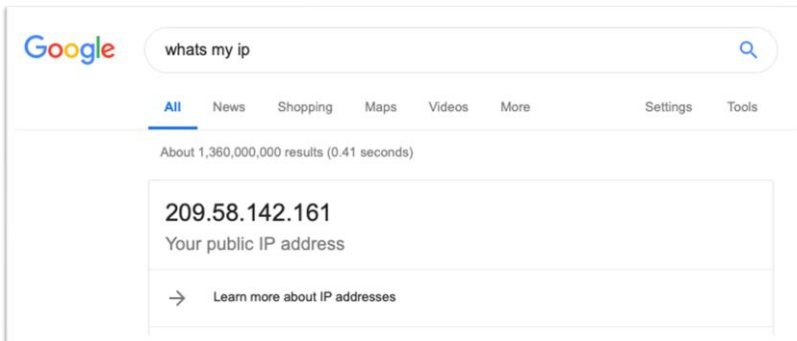 Google whats my ip
All News Shopping Maps Videos More Settings Tools
About 1,360,000,000 results (0.41 seconds)
209.58.142.161
Your public IP address
Learn more about IP addresses